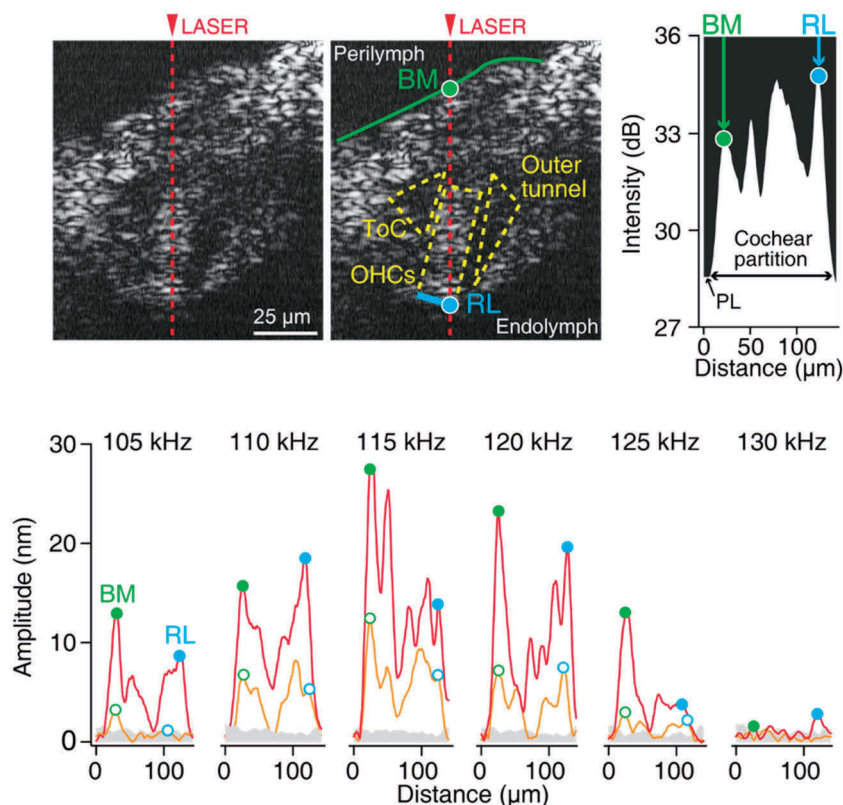 LASER
LASER
Perilymph
BM
Outer
tunnel
ToC
OHCs
RL
25 µm
Endolymph
BM
RL
36
33
30
27
Intensity (dB)
Cochear
partition
PL
0
50
100
Distance (µm)
105 kHz
110 kHz
115 kHz
120 kHz
125 kHz
130 kHz
30
20
10
0
Amplitude (nm)
BM
RL
0
100
0
100
0
100
0
100
0
100
0
100
Distance (µm)